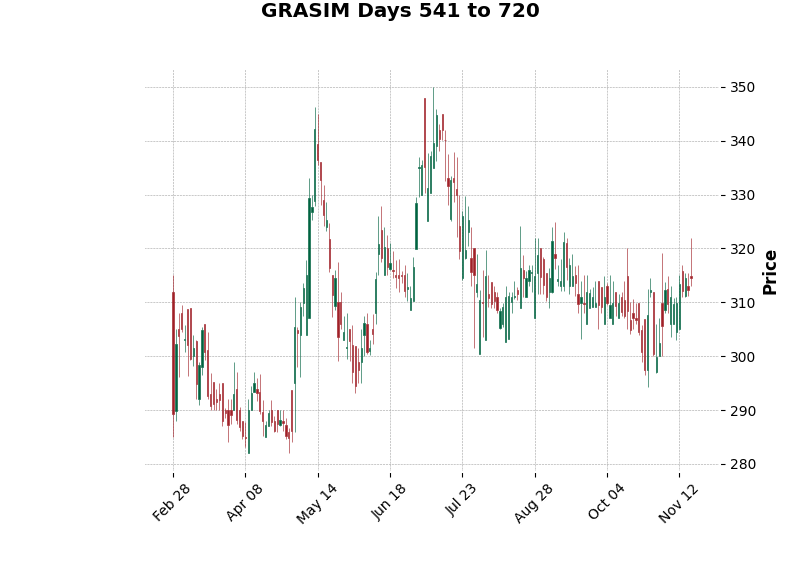 GRASIM Days 541 to 720
350
340
330
320
310
300
290
280
Price
Feb 28
Apr 08
May 14
Jun 18
Jul 23
Aug 28
Oct 04
Nov 12